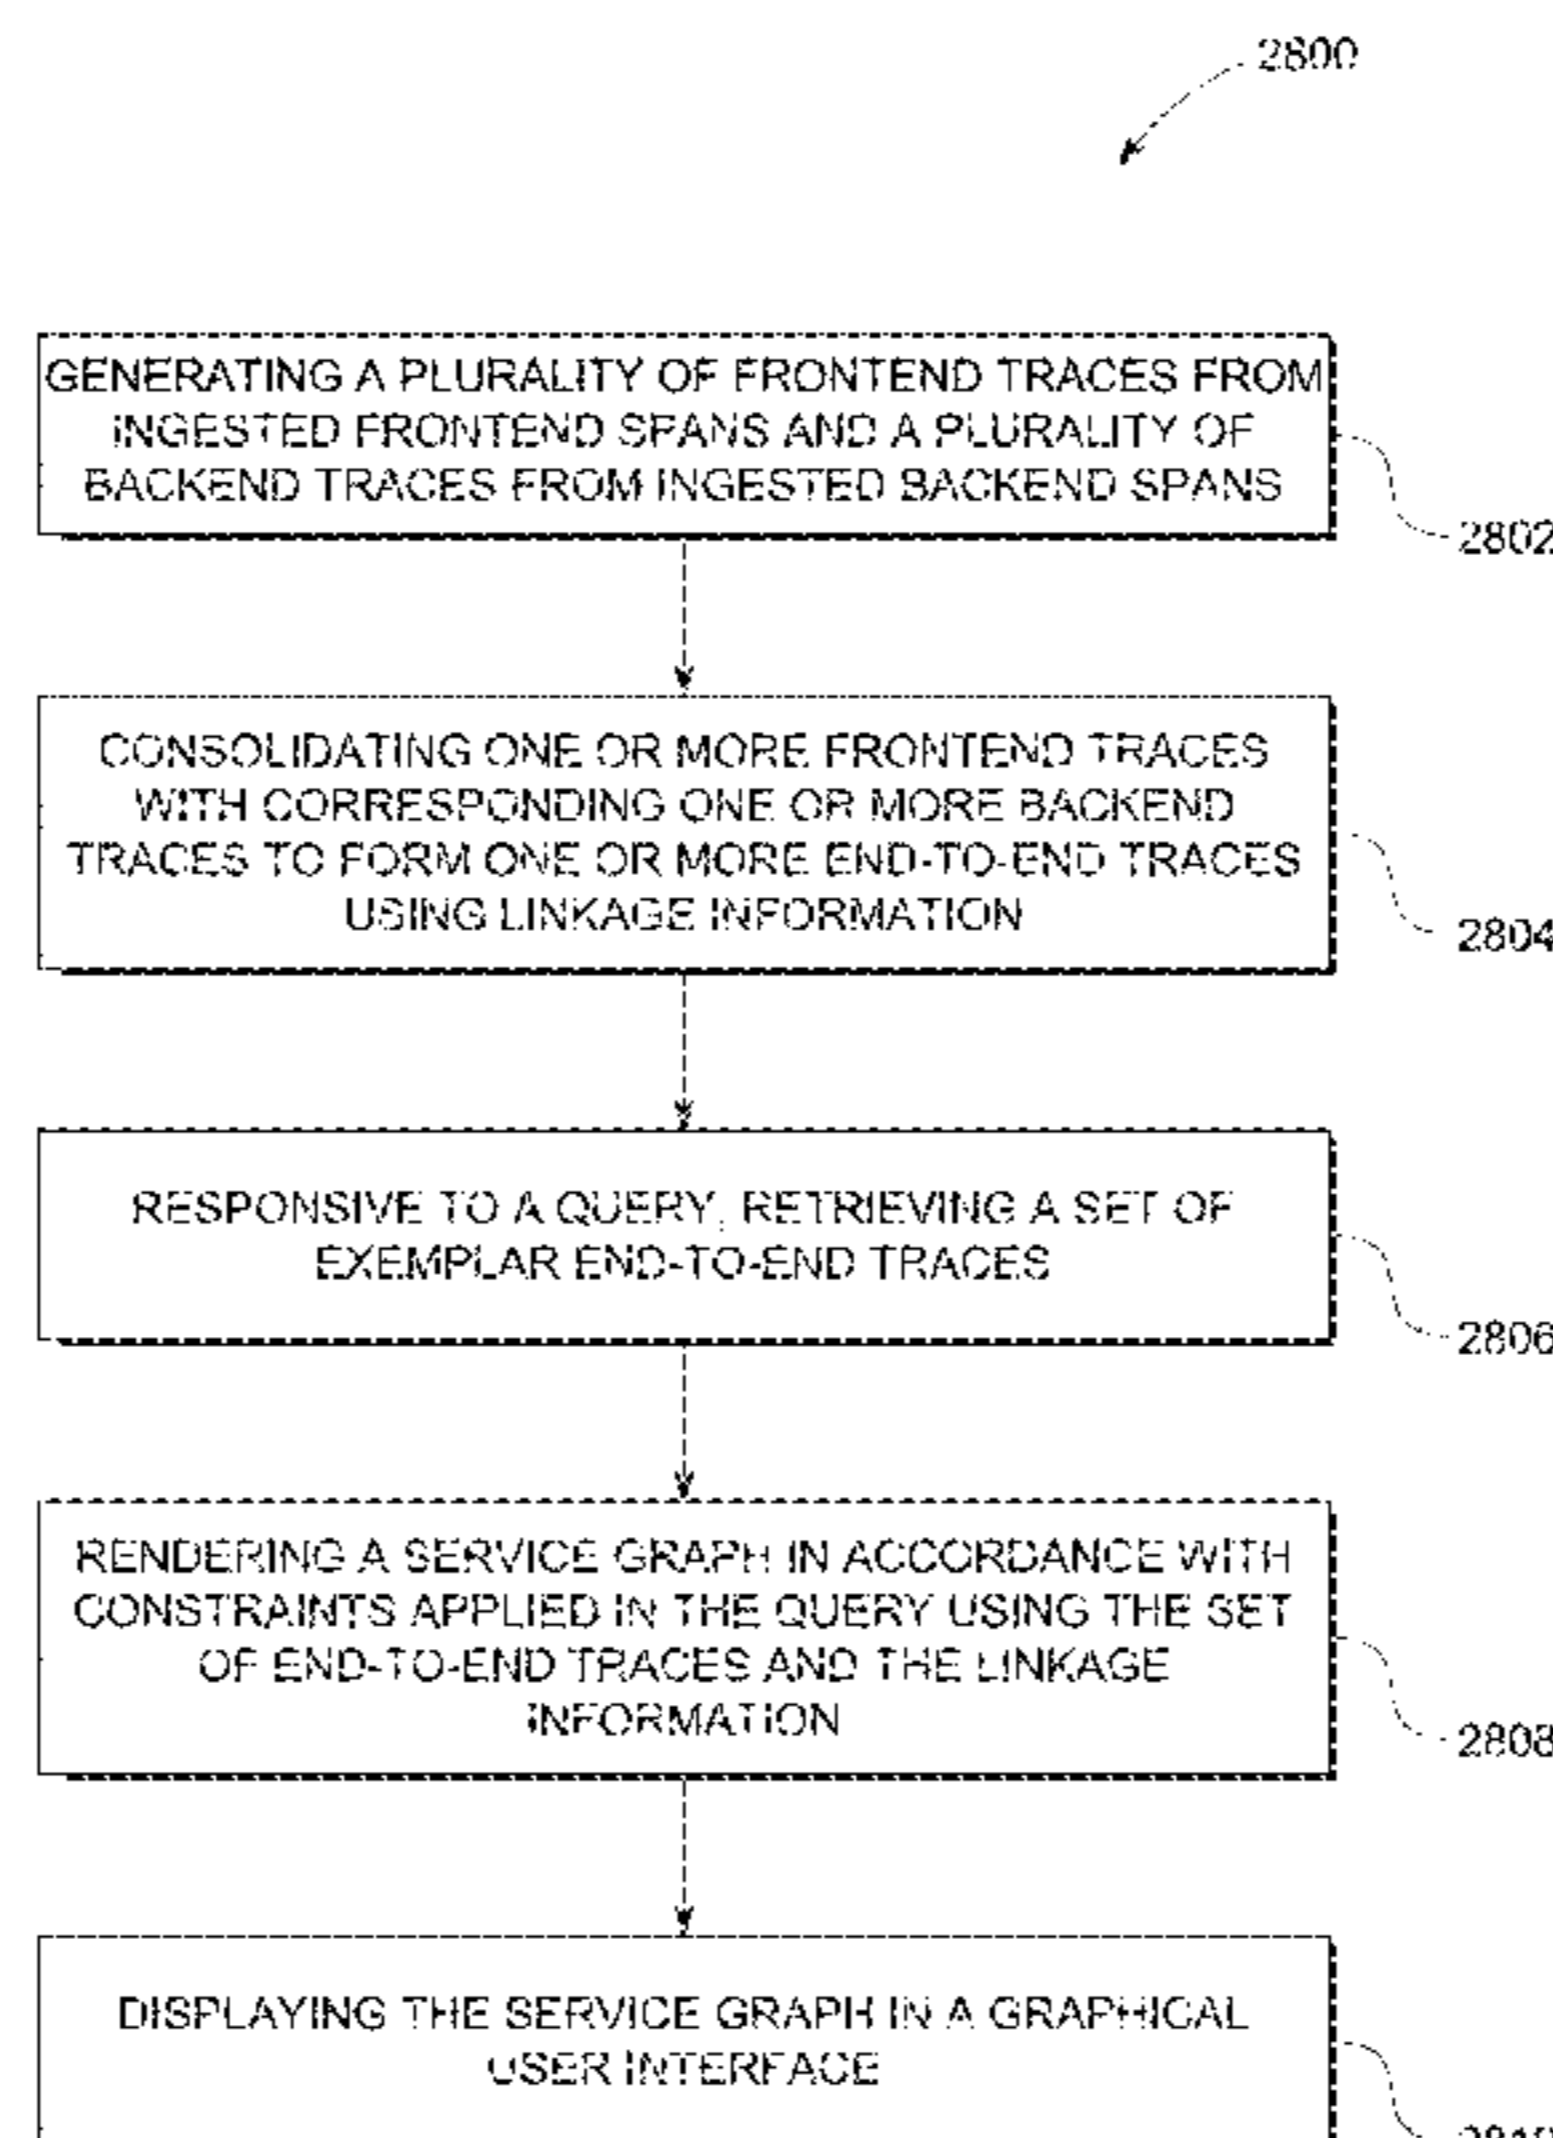 2800
GENERATING A PLURALITY OF FRONTEND TRACES FROM
INGESTED FRONTEND SPANS AND A PLURALITY OF
BACKEND TRACES FROM INGESTED BACKEND SPANS
2802
CONSOLIDATING ONE OR MORE FRONTEND TRACES
WITH CORRESPONDING ONE OR MORE BACKEND
TRACES TO FORM ONE OR MORE END-TO-END TRACES
USING LINKAGE INFORMATION
2804
RESPONSIVE TO A QUERY, RETRIEVING A SET OF
EXEMPLAR END-TO-END TRACES
2806
RENDERING A SERVICE GRAPH IN ACCORDANCE WITH
CONSTRAINTS APPLIED IN THE QUERY USING THE SET
OF END-TO-END TRACES AND THE LINKAGE
INFORMATION
2808
DISPLAYING THE SERVICE GRAPH IN A GRAPHICAL
USER INTERFACE